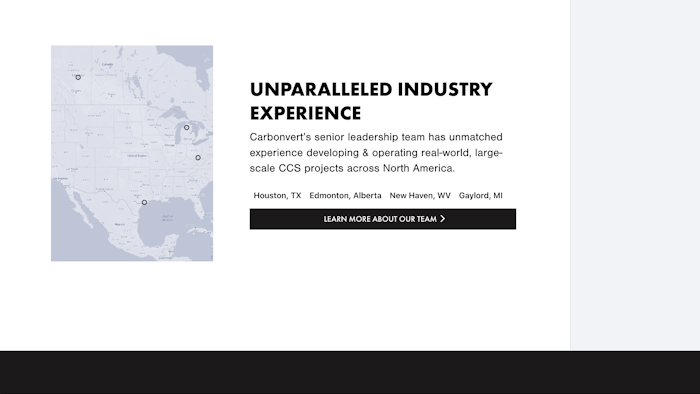 UNPARALLELED INDUSTRY
EXPERIENCE
Carbonvert's senior leadership team has unmatched
experience developing & operating real-world, large-
scale CCS projects across North America.
Houston, TX Edmonton, Alberta New Haven, WV Gaylord, MI
LEARN MORE ABOUT OUR TEAM